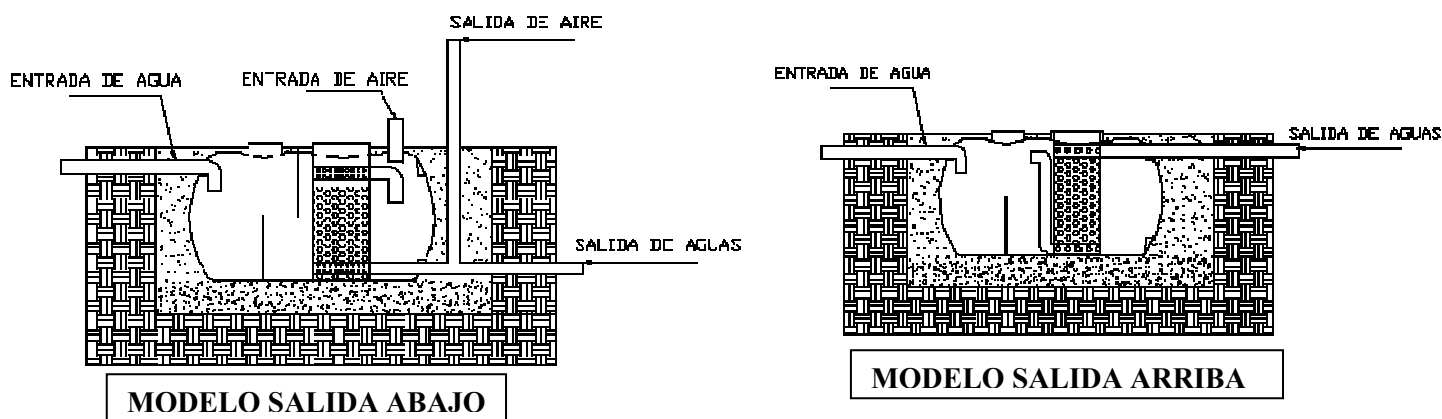 SALIDA DE AIRE
ENTRADA DE AGUA
ENTRADA DE AIRE
SALIDA DE AGUAS
MODELO SALIDA ABAJO
ENTRADA DE AGUA
SALIDA DE AGUAS
MODELO SALIDA ARRIBA